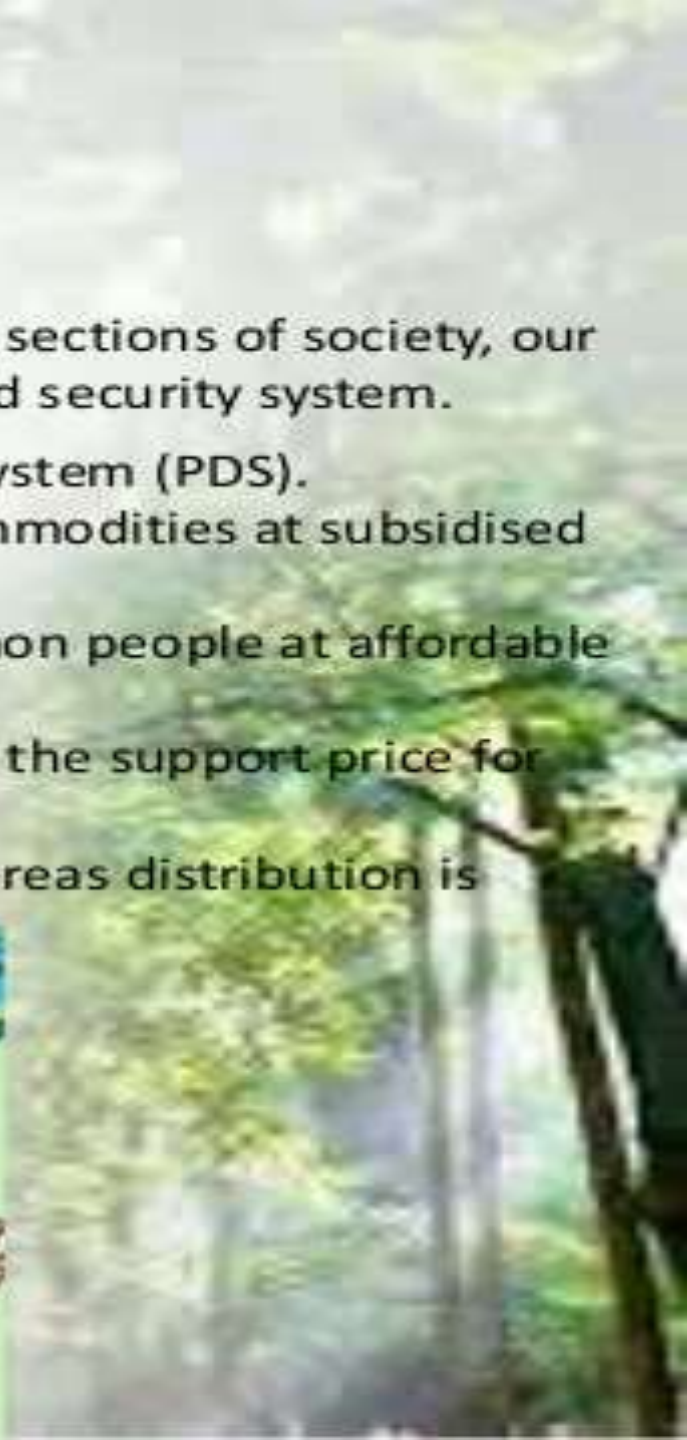 sections of society, our
d security system.
ystem (PDS).
mmodities at subsidised
on people at affordable
the support price for
reas distribution is